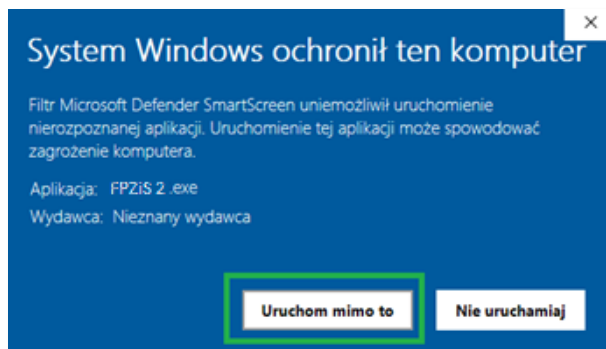 System Windows ochronił ten komputer
Filtr Microsoft Defender SmartScreen uniemożliwił uruchomienie
nierozpoznanej aplikacji. Uruchomienie tej aplikacji może spowodować
zagrożenie komputera.
Aplikacja: FPZiS 2 .exe
Wydawca: Nieznany wydawca
Uruchom mimo to
Nie uruchamiaj